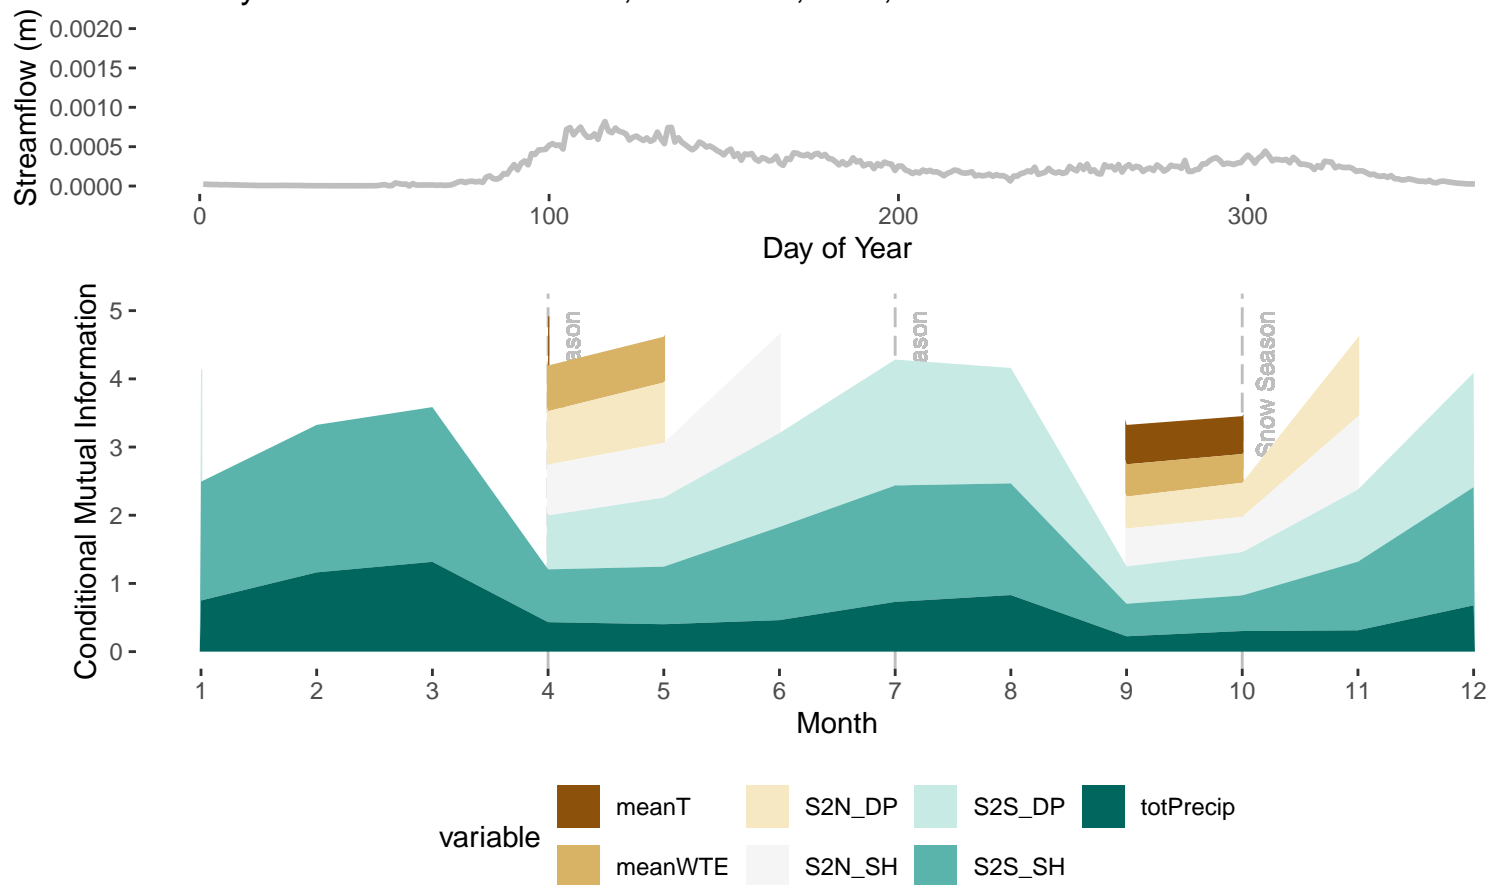 Streamflow (m)
0.0020
0.0015
0.0010
0.0005
0.0000
0 100 200 300
Day of Year
Conditional Mutual Information
5
4
3
2
1
0
ason
ason
Snow Season
1 2 3 4 5 6 7 8 9 10 11 12
Month
variable
meanT S2N_DP S2S_DP totPrecip
meanWTE S2N_SH S2S_SH